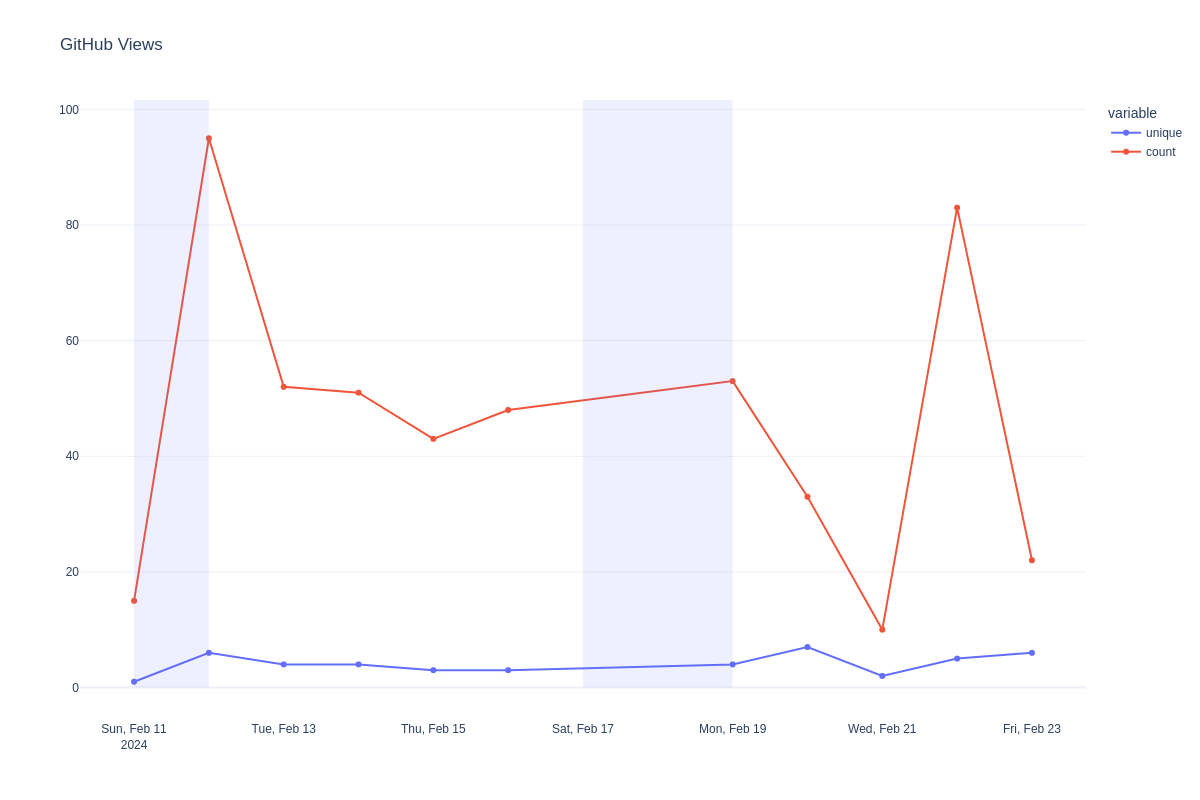 GitHub Views
100
80
60
40
20
0
Sun, Feb 11
2024
Tue, Feb 13
Thu, Feb 15
Sat, Feb 17
Mon, Feb 19
Wed, Feb 21
Fri, Feb 23
variable
unique
count